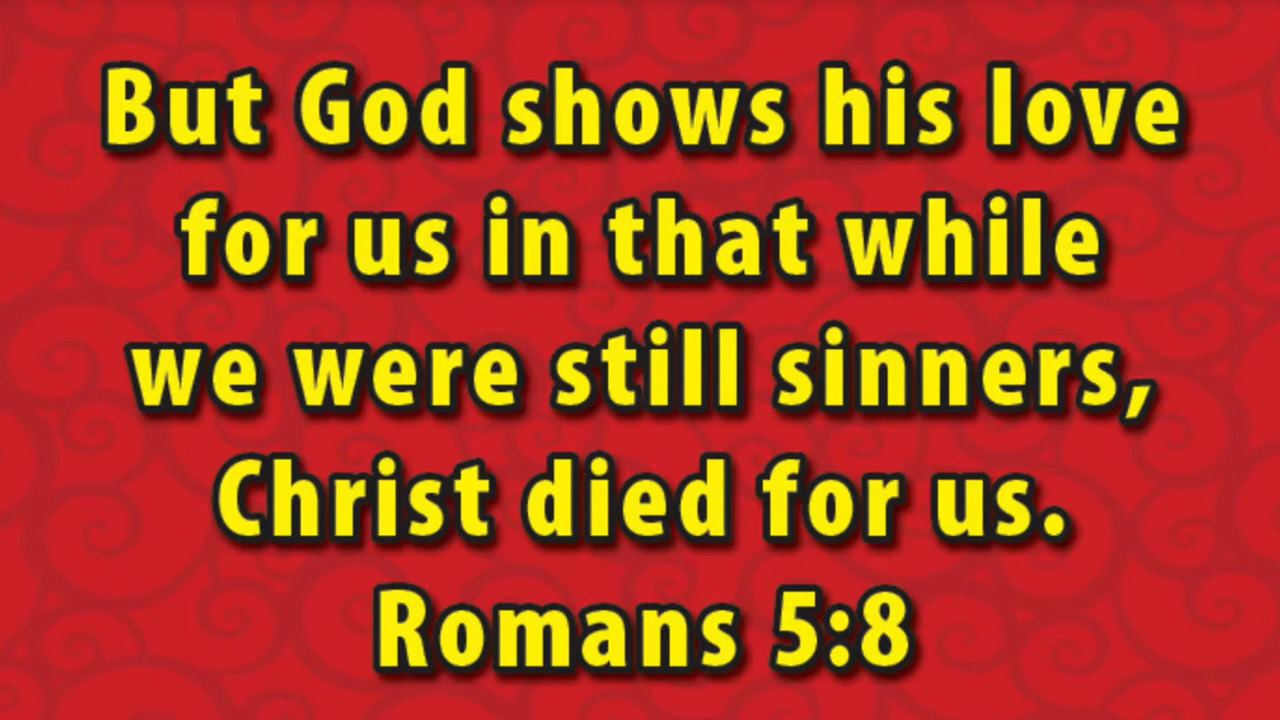 But God shows his love
for us in that while
we were still sinners,
Christ died for us.
Romans 5:8